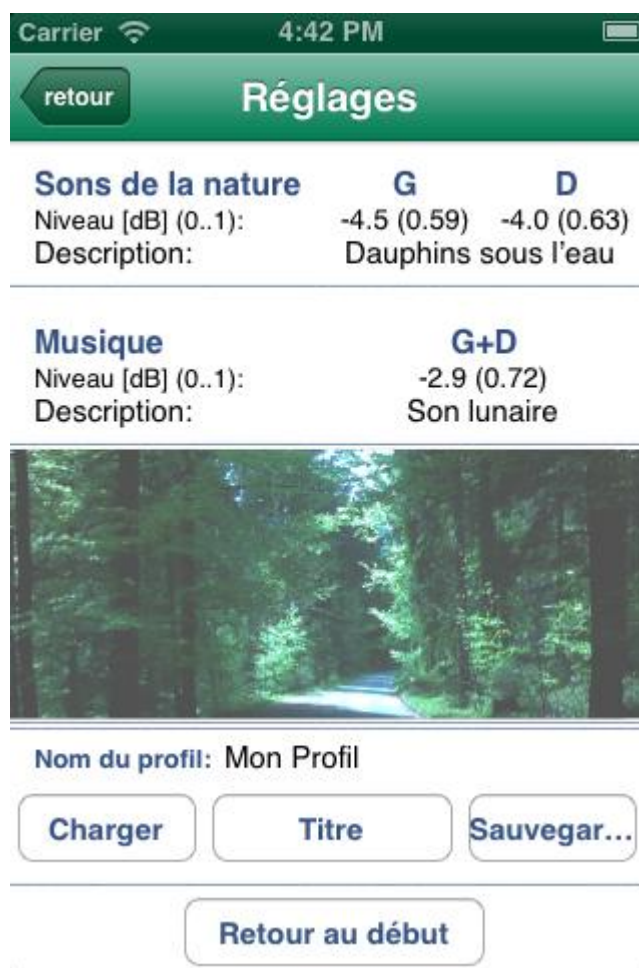 Carrier 4:42 PM
retour Réglages
Sons de la nature G D
Niveau [dB] (0..1): -4.5 (0.59) -4.0 (0.63)
Description: Dauphins sous l'eau
Musique G+D
Niveau [dB] (0..1): -2.9 (0.72)
Description: Son lunaire
Nom du profil: Mon Profil
Charger Titre Sauvegar...
Retour au début